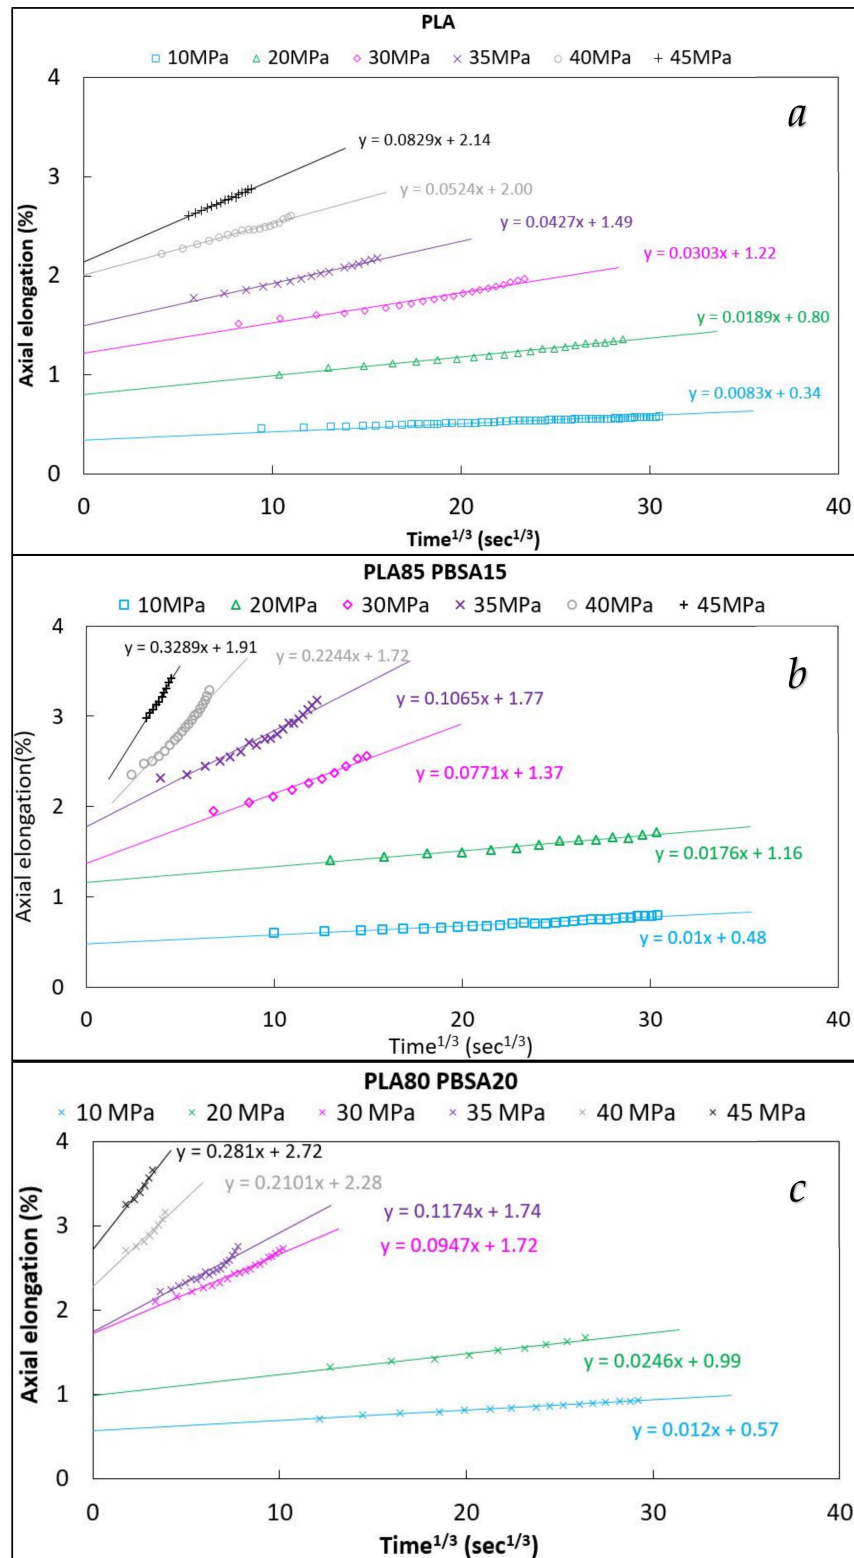 PLA
10MPa 20MPa 30MPa 35MPa 40MPa 45MPa
4
a
y = 0.0829x + 2.14
3
y = 0.0524x + 2.00
y = 0.0427x + 1.49
2
y = 0.0303x + 1.22
y = 0.0189x + 0.80
1
y = 0.0083x + 0.34
0
0 10 20 30 40
Axial elongation (%)
Time1/3 (sec1/3)
PLA85 PBSA15
10MPa 20MPa 30MPa 35MPa 40MPa 45MPa
4
y = 0.3289x + 1.91
y = 0.2244x + 1.72
b
y = 0.1065x + 1.77
3
y = 0.0771x + 1.37
2
y = 0.0176x + 1.16
1
y = 0.01x + 0.48
0
0 10 20 30 40
Axial elongation(%)
Time1/3 (sec1/3)
PLA80 PBSA20
10 MPa 20 MPa 30 MPa 35 MPa 40 MPa 45 MPa
4
y = 0.281x + 2.72
y = 0.2101x + 2.28
c
y = 0.1174x + 1.74
3
y = 0.0947x + 1.72
2
y = 0.0246x + 0.99
1
y = 0.012x + 0.57
0
0 10 20 30 40
Axial elongation (%)
Time1/3 (sec1/3)